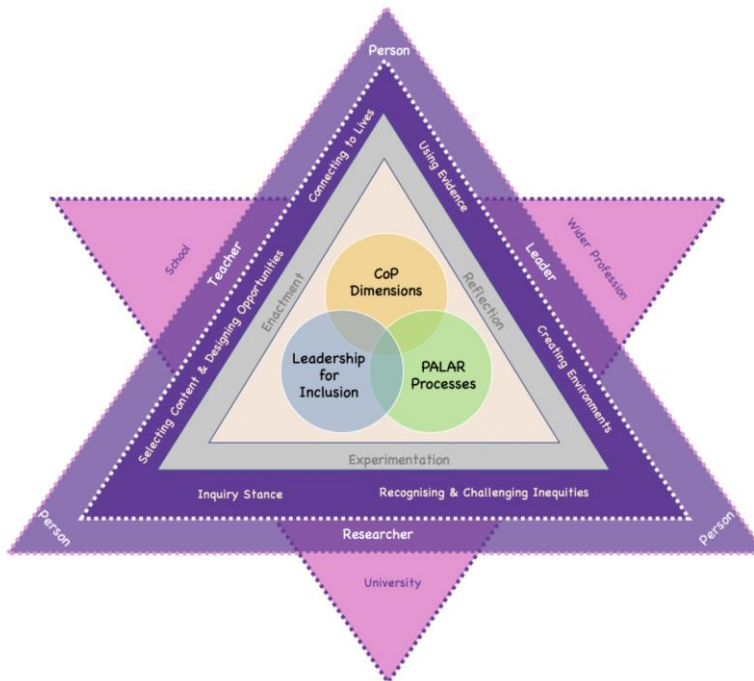 Person
Connecting to Lives
Using Evidence
School
Teacher
Leader
Wider Profession
Selecting Content & Designing Opportunities
Enactment
Reflection
CoP
Dimensions
Leadership
for
Inclusion
PALAR
Processes
Creating Environments
Experimentation
Inquiry Stance
Recognising & Challenging Inequities
Person
Researcher
Person
University